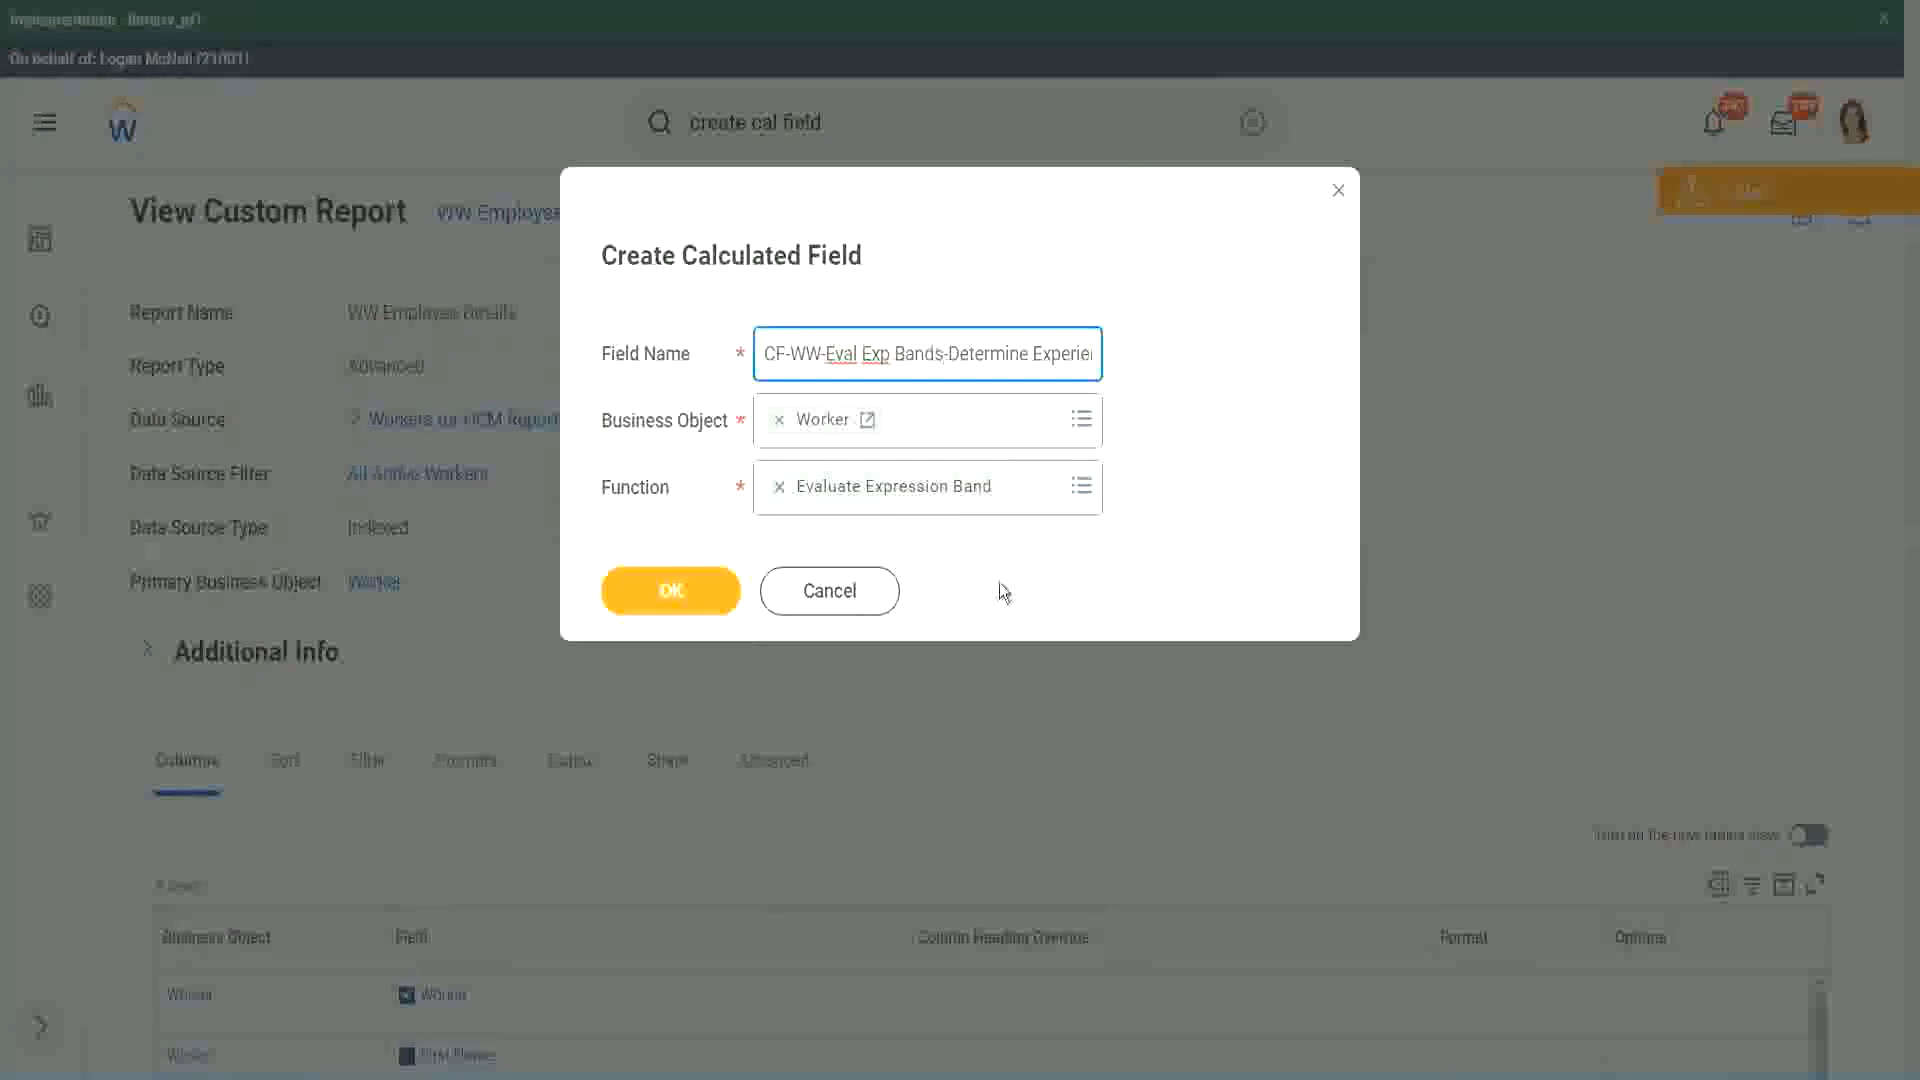 On behalf of: Logan McNeil (21001)
W
create cal field
View Custom Report
WW Employee
Create Calculated Field
Report Name
WW Employee Details
Field Name *
CF-WW-Eval Exp Bands-Determine Experie
Report Type
Advanced
Data Source
Workers for HCM Report
Business Object *
Worker
Data Source Filter
All Active Workers
Function *
Evaluate Expression Band
Data Source Type
Indexed
Primary Business Object
Worker
OK
Cancel
Additional Info
Columns
Sort
Filter
Prompts
Output
Share
Advanced
Turn on the new tables view
Business Object
Field
Column Heading Override
Format
Options
Worker
Worker
Worker
First Name